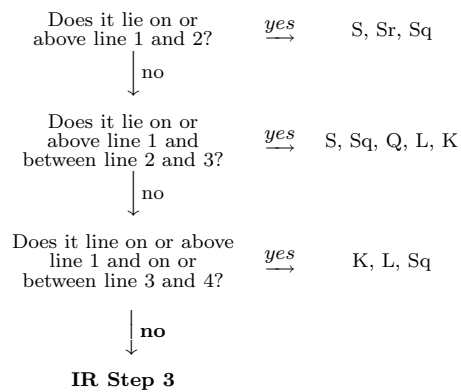 Does it lie on or
above line 1 and 2?
yes
S, Sr, Sq
no
Does it lie on or
above line 1 and
between line 2 and 3?
yes
S, Sq, Q, L, K
no
Does it line on or above
line 1 and on or
between line 3 and 4?
yes
K, L, Sq
no
IR Step 3